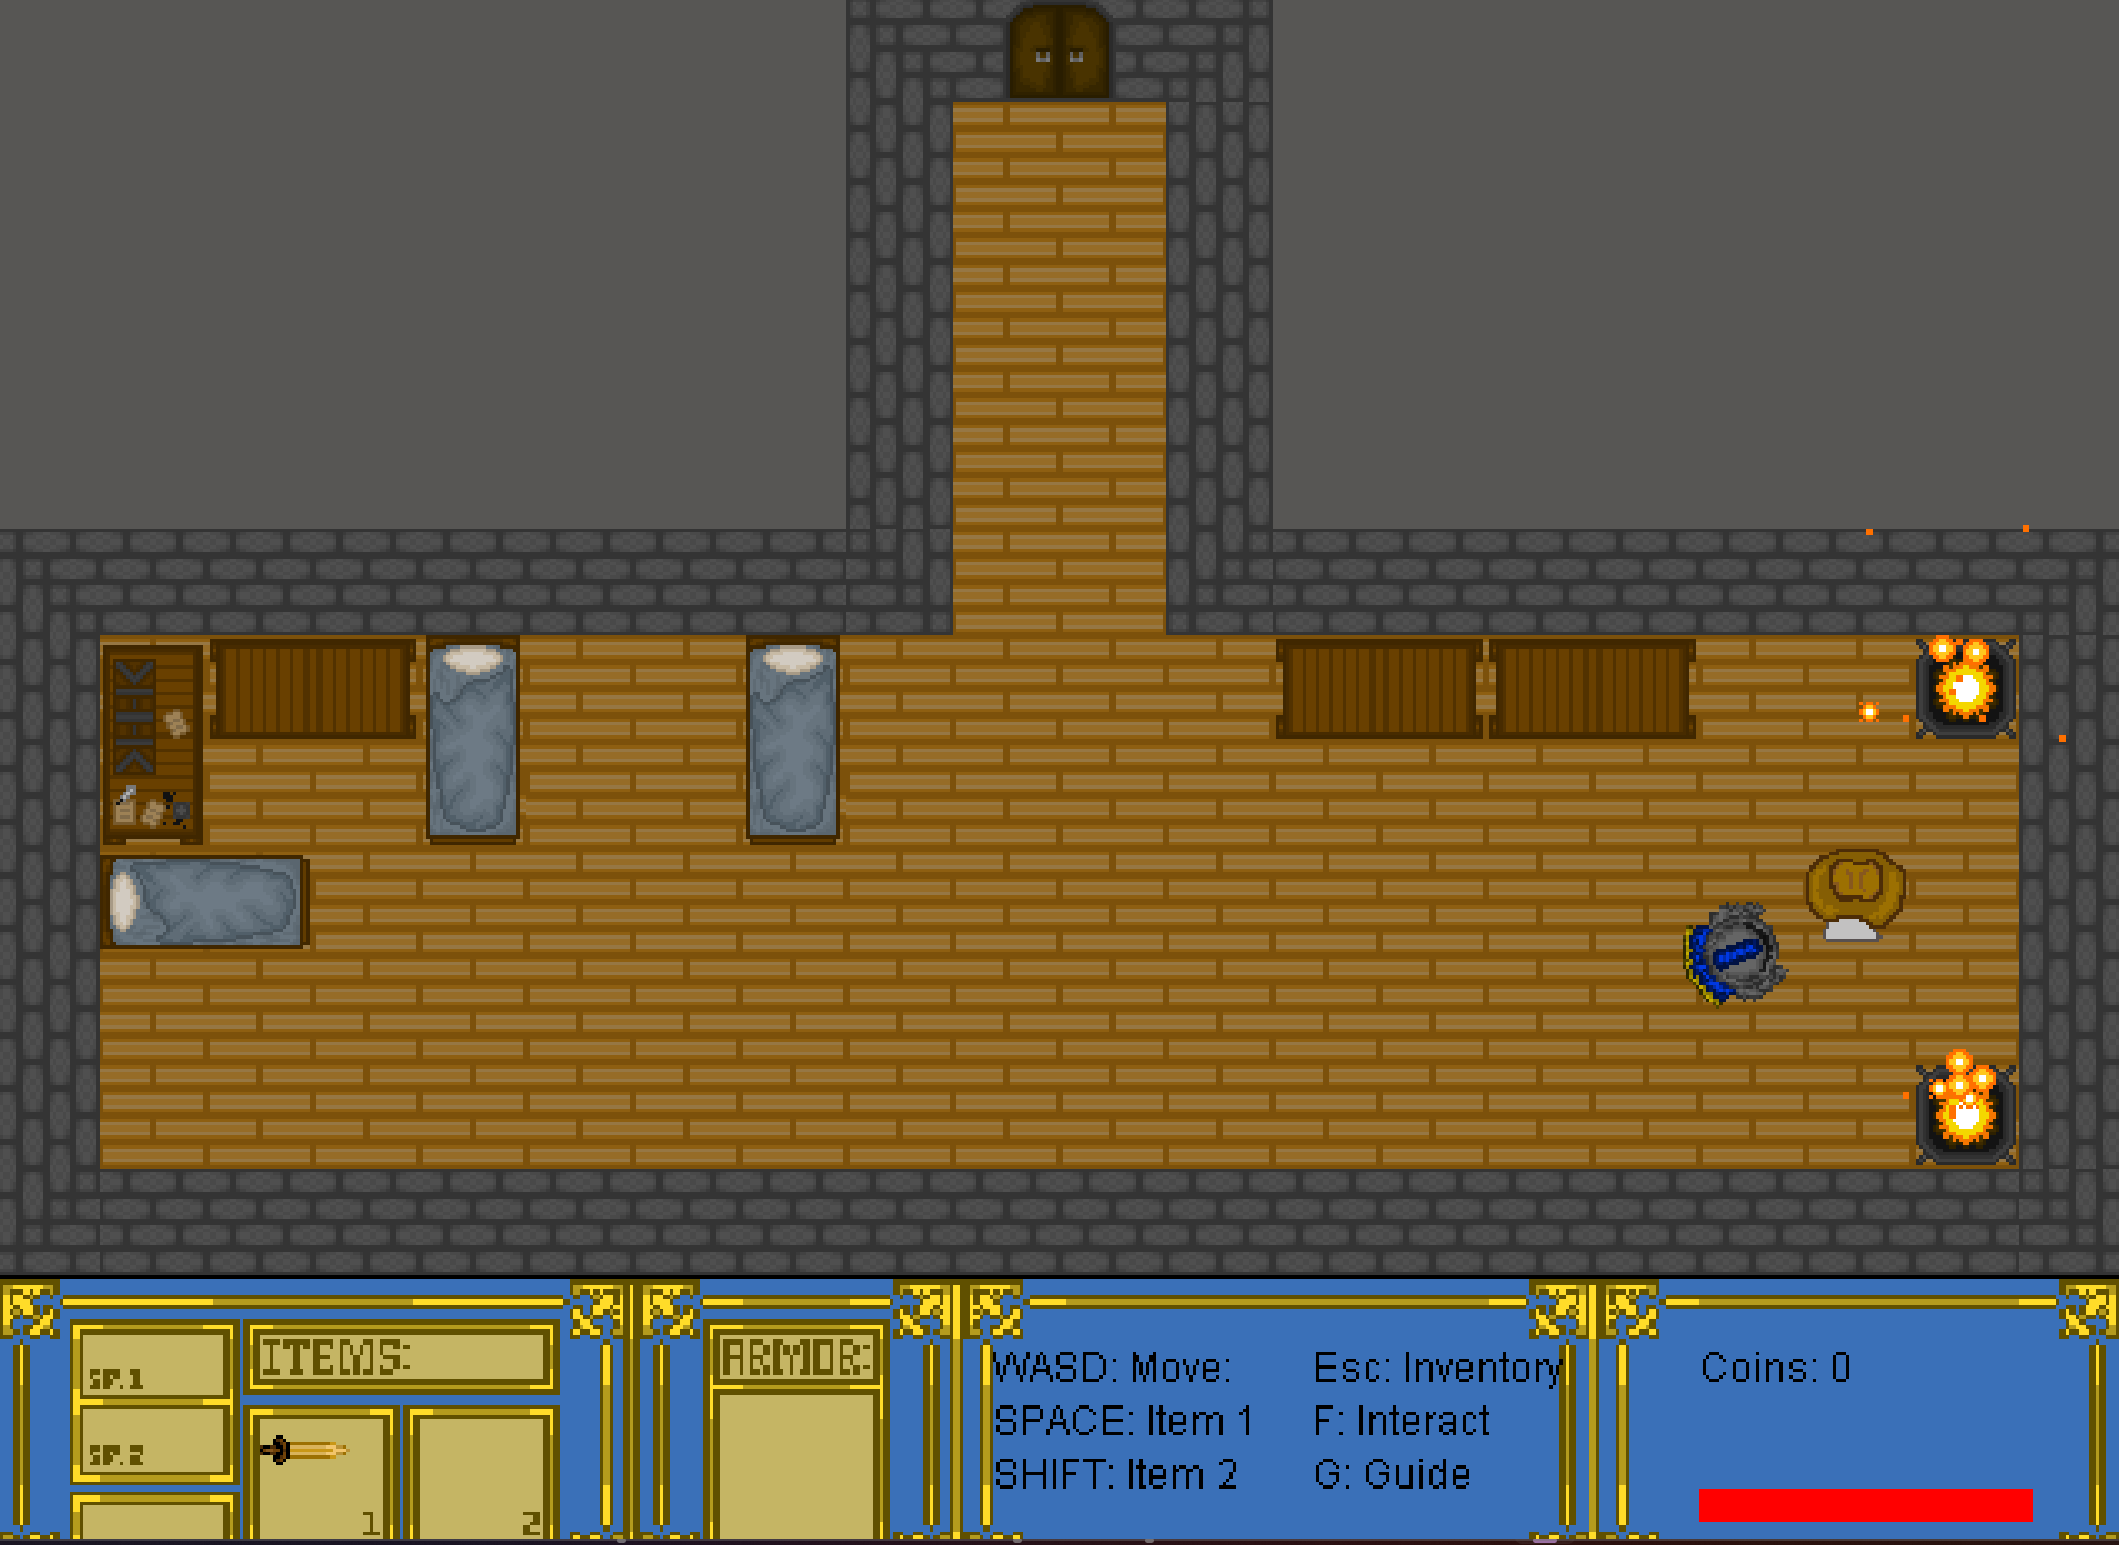 ITEMS:
SP.1
SP.2
1
2
ARMOR:
WASD: Move:
SPACE: Item 1
SHIFT: Item 2
Esc: Inventory
F: Interact
G: Guide
Coins: 0